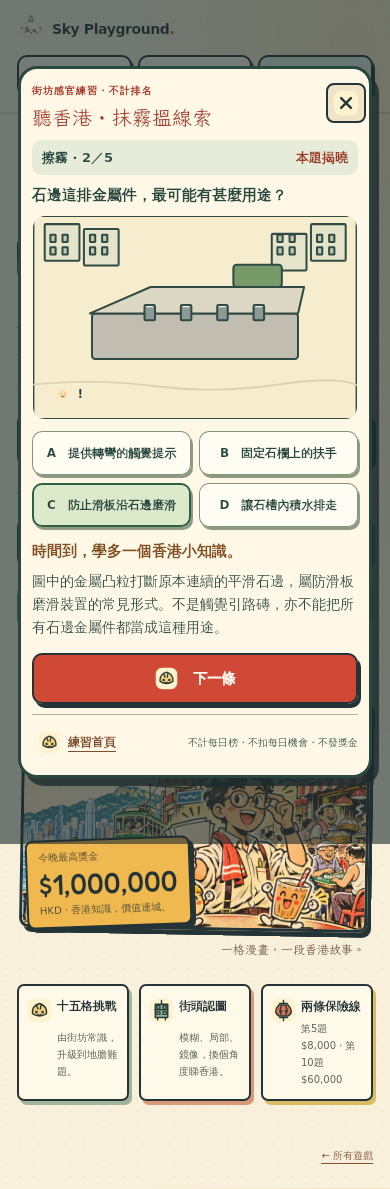 Sky Playground.
街坊感官練習·不計排名
聽香港·抹霧搵線索
擦霧 · 2／5
本題揭曉
石邊這排金屬件，最可能有甚麼用途？
!
A 提供轉彎的觸覺提示
B 固定石欄上的扶手
C 防止滑板沿石邊磨滑
D 讓石槽內積水排走
時間到，學多一個香港小知識。
圖中的金屬凸粒打斷原本連續的平滑石邊，屬防滑板
磨滑裝置的常見形式。不是觸覺引路磚，亦不能把所
有石邊金屬件都當成這種用途。
下一條
練習首頁
不計每日榜·不扣每日機會·不發獎金
今晚最高獎金
$1,000,000
HKD · 香港知識，價值連城。
一格漫畫，一段香港故事。
十五格挑戰
由街坊常識，
升級到地膽難
題。
街頭認圖
模糊、局部、
鏡像，換個角
度睇香港。
兩條保險線
第5題
$8,000 · 第
10題
$60,000
← 所有遊戲